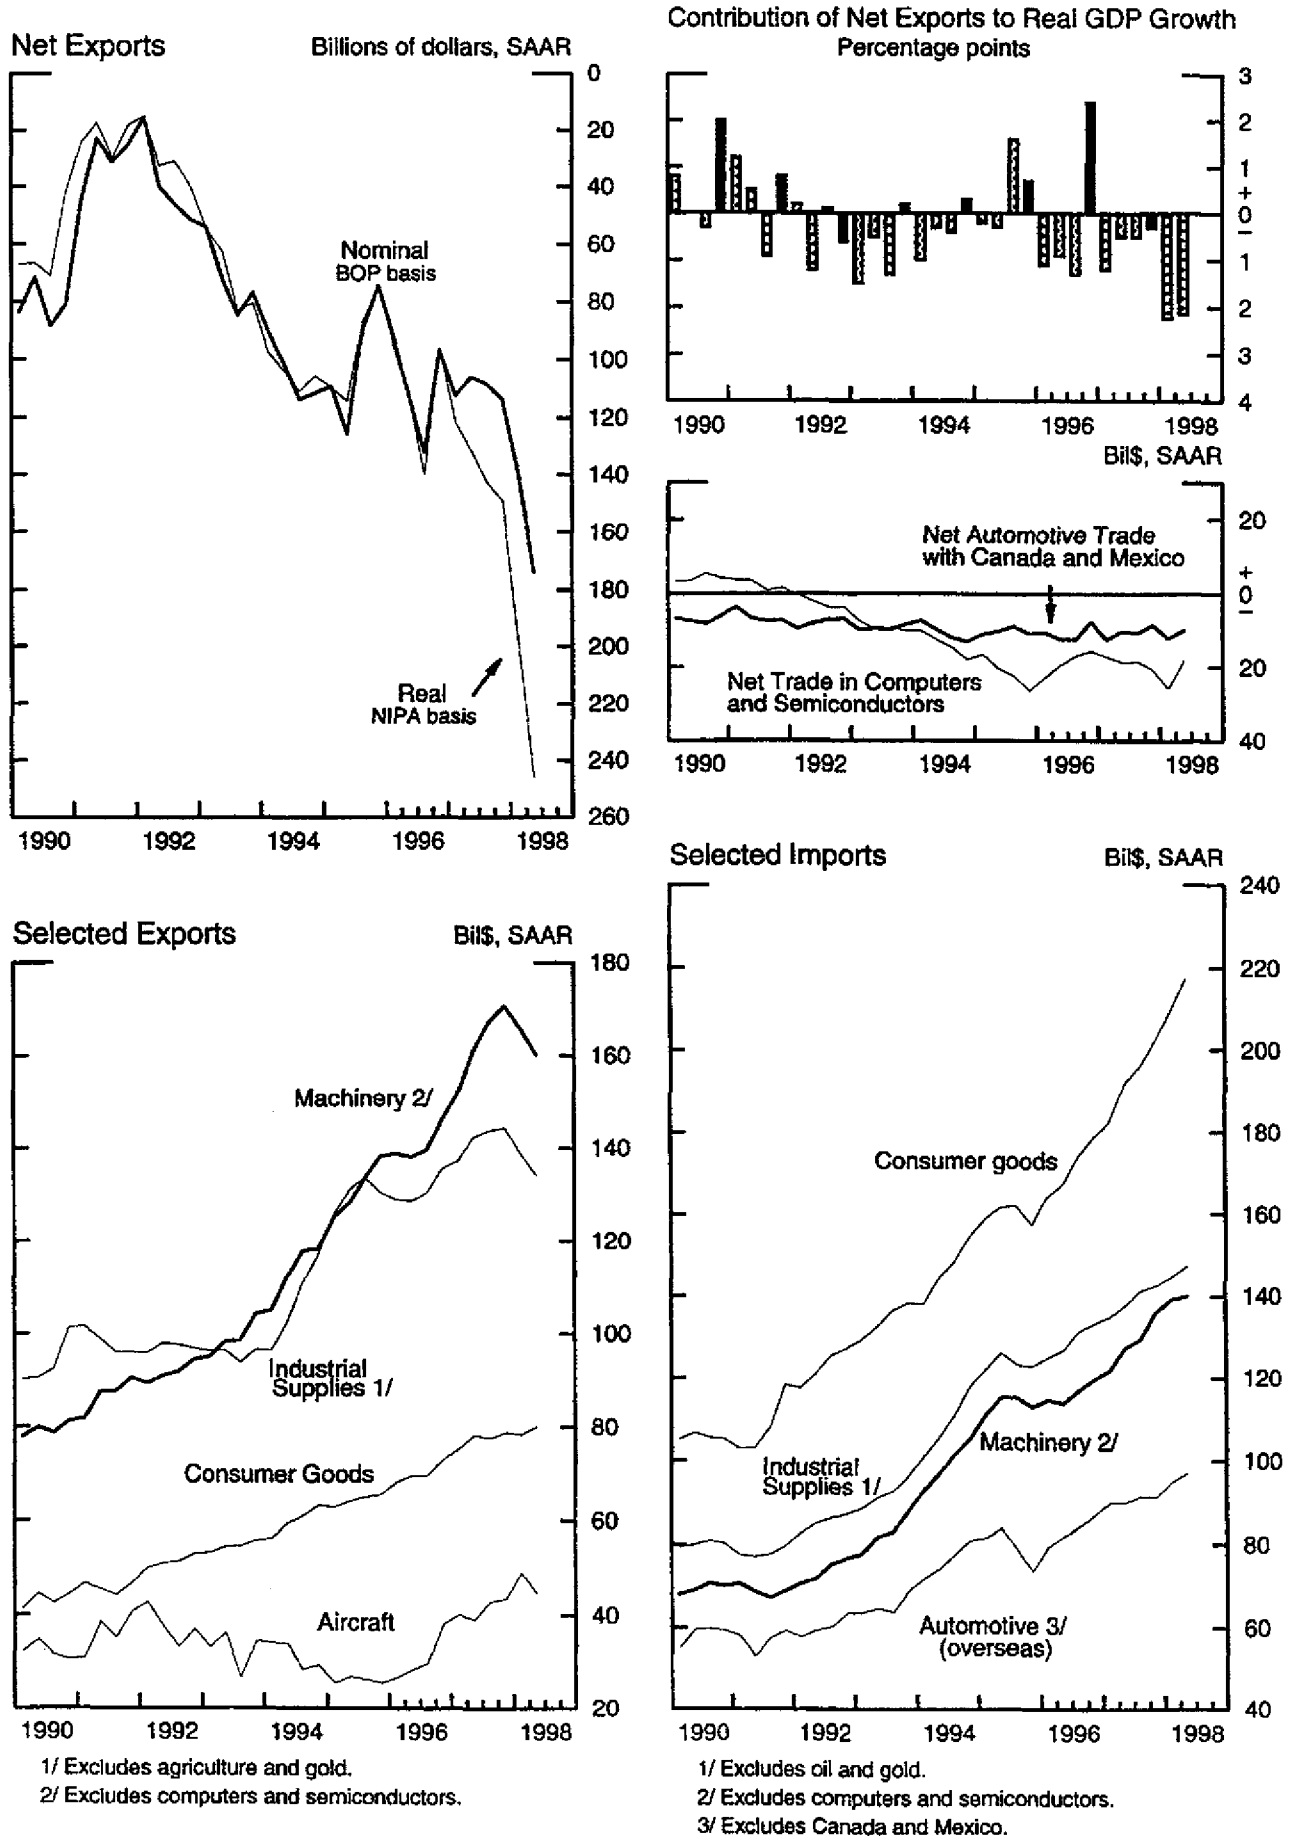 Net Exports
Billions of dollars, SAAR
0
20
40
60
80
100
120
140
160
180
200
220
240
260
Nominal
BOP basis
Real
NIPA basis
1990
1992
1994
1996
1998
Contribution of Net Exports to Real GDP Growth
Percentage points
3
2
1
+
0
–
1
2
3
4
1990
1992
1994
1996
1998
Bil$, SAAR
20
+
0
–
20
40
Net Automotive Trade
with Canada and Mexico
Net Trade in Computers
and Semiconductors
1990
1992
1994
1996
1998
Selected Exports
Bil$, SAAR
180
160
140
120
100
80
60
40
20
Machinery 2/
Industrial
Supplies 1/
Consumer Goods
Aircraft
1990
1992
1994
1996
1998
1/ Excludes agriculture and gold.
2/ Excludes computers and semiconductors.
Selected Imports
Bil$, SAAR
240
220
200
180
160
140
120
100
80
60
40
Consumer goods
Industrial
Supplies 1/
Machinery 2/
Automotive 3/
(overseas)
1990
1992
1994
1996
1998
1/ Excludes oil and gold.
2/ Excludes computers and semiconductors.
3/ Excludes Canada and Mexico.